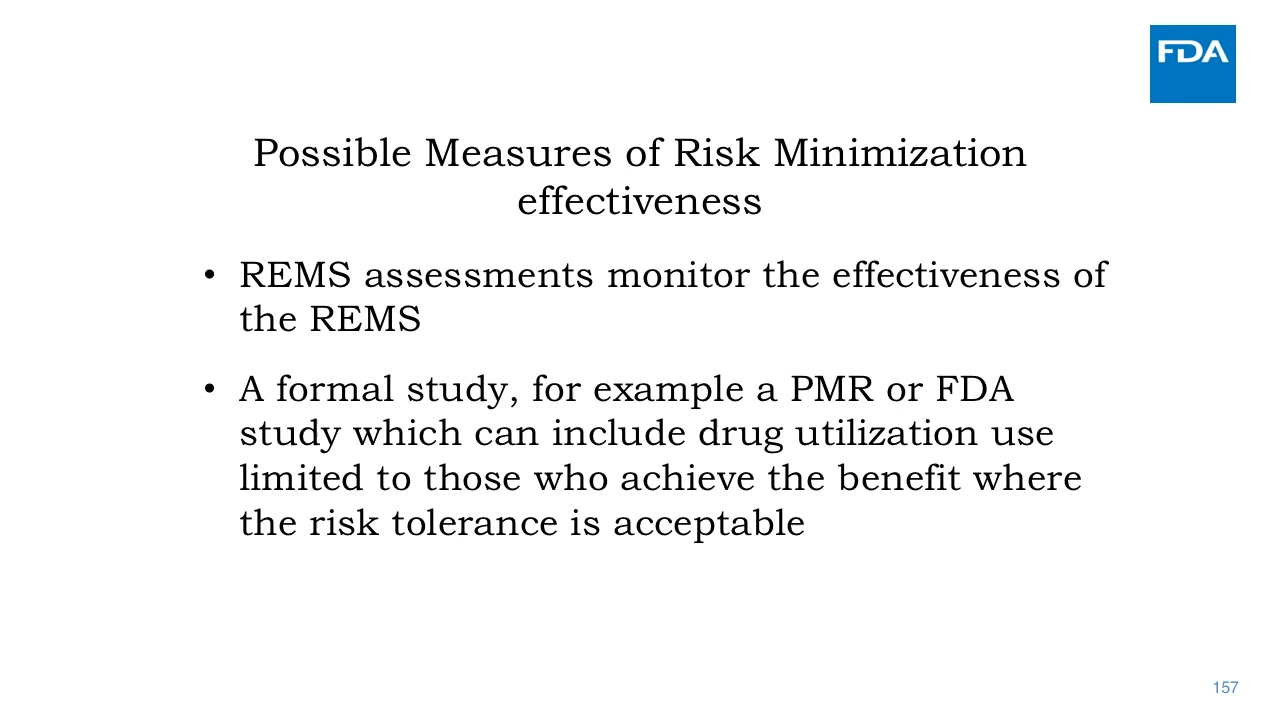 FDA
Possible Measures of Risk Minimization
effectiveness
• REMS assessments monitor the effectiveness of
the REMS
• A formal study, for example a PMR or FDA
study which can include drug utilization use
limited to those who achieve the benefit where
the risk tolerance is acceptable
157